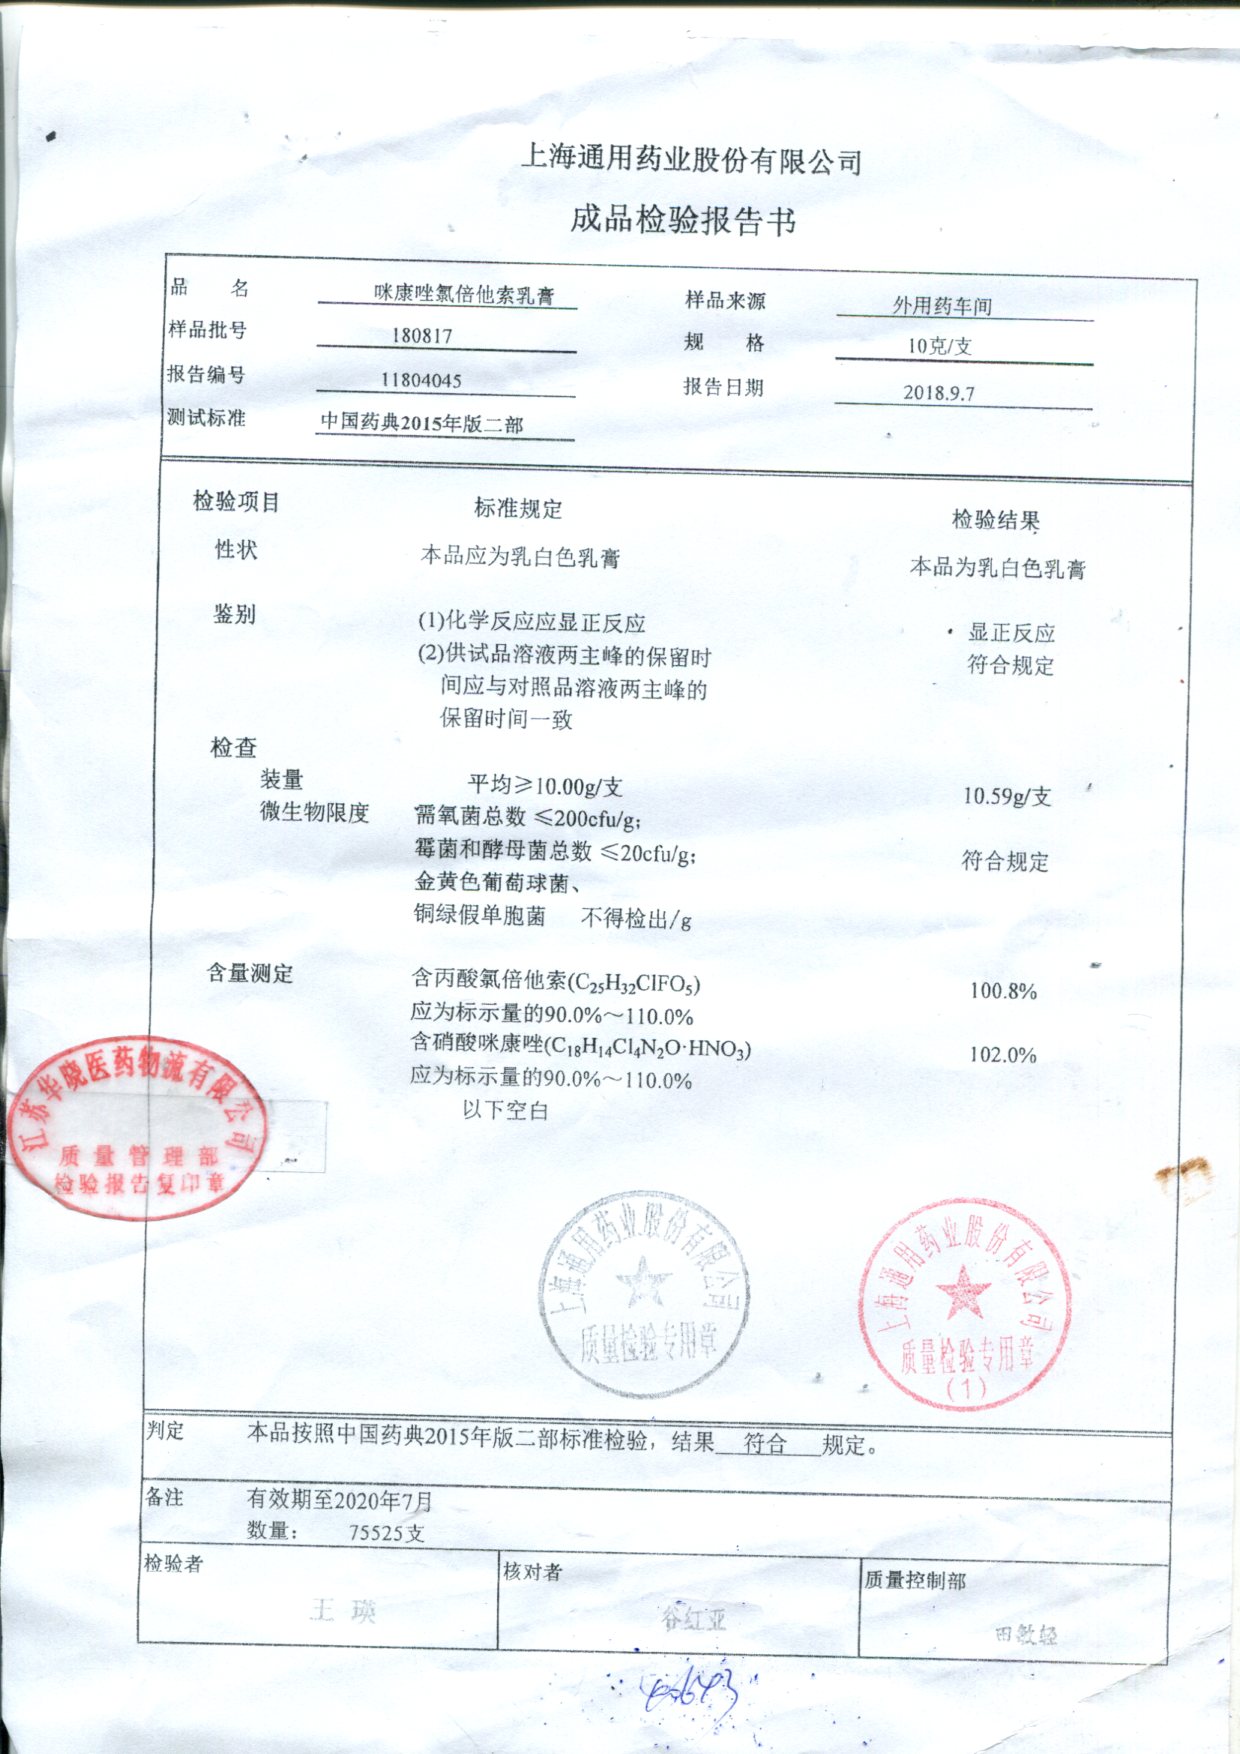 上海通用药业股份有限公司
成品检验报告书
品 名 咪康唑氯倍他索乳膏 样品来源 外用药车间
样品批号 180817 规 格 10克/支
报告编号 11804045 报告日期 2018.9.7
测试标准 中国药典2015年版二部
检验项目 标准规定 检验结果
性状 本品应为乳白色乳膏 本品为乳白色乳膏
鉴别 (1)化学反应应显正反应 显正反应
(2)供试品溶液两主峰的保留时 符合规定
间应与对照品溶液两主峰的
保留时间一致
检查
装量 平均≥10.00g/支 10.59g/支
微生物限度 需氧菌总数 ≤200cfu/g;
霉菌和酵母菌总数 ≤20cfu/g; 符合规定
金黄色葡萄球菌、
铜绿假单胞菌 不得检出/g
含量测定 含丙酸氯倍他索(C₂₅H₃₂ClFO₅) 100.8%
应为标示量的90.0%～110.0%
含硝酸咪康唑(C₁₈H₁₄Cl₄N₂O·HNO₃) 102.0%
应为标示量的90.0%～110.0%
以下空白
江苏华晓医药物流有限公司
质量管理部
检验报告复印章
上海通用药业股份有限公司
质量检验专用章
上海通用药业股份有限公司
质量检验专用章
(1)
判定 本品按照中国药典2015年版二部标准检验，结果 符合 规定。
备注 有效期至2020年7月
数量： 75525支
检验者 核对者 质量控制部
王 瑛 谷红亚 田敏轻